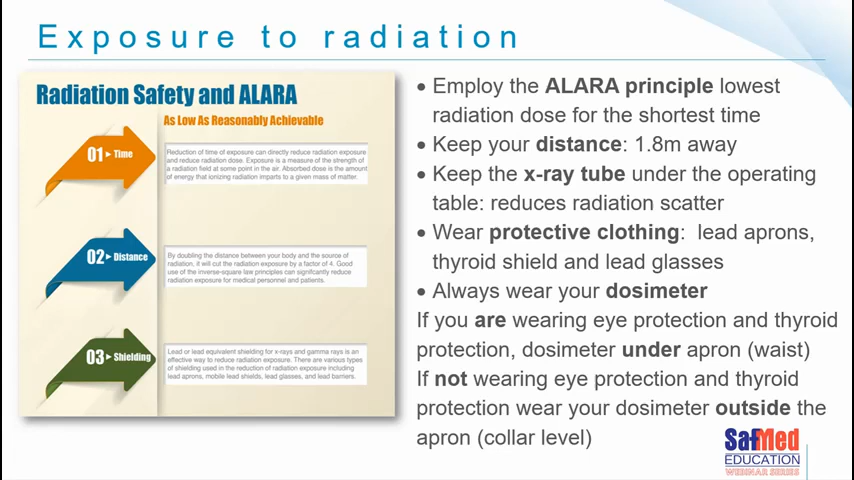 Exposure to radiation
Radiation Safety and ALARA
As Low As Reasonably Achievable
01 Time
Reduction of time of exposure can directly reduce radiation exposure
and reduce radiation dose. Exposure is a measure of the strength of
a radiation field at some point in the air. Absorbed dose is the amount
of energy that ionizing radiation imparts to a given mass of matter.
02 Distance
By doubling the distance between your body and the source of
radiation, it will cut the radiation exposure by a factor of 4. Good
use of the inverse-square law principles can significantly reduce
radiation exposure for medical personnel and patients.
03 Shielding
Lead or lead equivalent shielding for x-rays and gamma rays is an
effective way to reduce radiation exposure. There are various types
of shielding used in the reduction of radiation exposure including
lead aprons, mobile lead shields, lead glasses, and lead barriers.
• Employ the ALARA principle lowest
radiation dose for the shortest time
• Keep your distance: 1.8m away
• Keep the x-ray tube under the operating
table: reduces radiation scatter
• Wear protective clothing: lead aprons,
thyroid shield and lead glasses
• Always wear your dosimeter
If you are wearing eye protection and thyroid
protection, dosimeter under apron (waist)
If not wearing eye protection and thyroid
protection wear your dosimeter outside the
apron (collar level)
SafMed
EDUCATION
WEBINAR SERIES